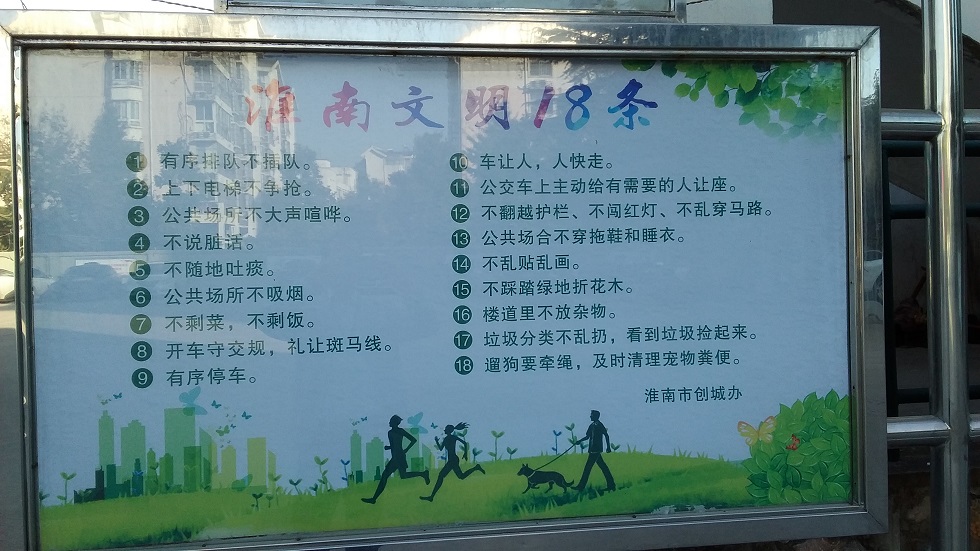 淮南文明18条
1 有序排队不插队。
2 上下电梯不争抢。
3 公共场所不大声喧哗。
4 不说脏话。
5 不随地吐痰。
6 公共场所不吸烟。
7 不剩菜，不剩饭。
8 开车守交规，礼让斑马线。
9 有序停车。
10 车让人，人快走。
11 公交车上主动给有需要的人让座。
12 不翻越护栏、不闯红灯、不乱穿马路。
13 公共场合不穿拖鞋和睡衣。
14 不乱贴乱画。
15 不踩踏绿地折花木。
16 楼道里不放杂物。
17 垃圾分类不乱扔，看到垃圾捡起来。
18 遛狗要牵绳，及时清理宠物粪便。
淮南市创城办